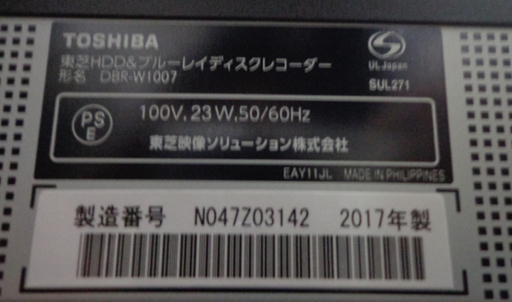 TOSHIBA
東芝HDD&ブルーレイディスクレコーダー
形名 DBR-W1007
UL Japan
SUL271
PS
E
100V, 23W, 50/60Hz
東芝映像ソリューション株式会社
EAY11JL MADE IN PHILIPPINES
製造番号 N047Z03142 2017年製